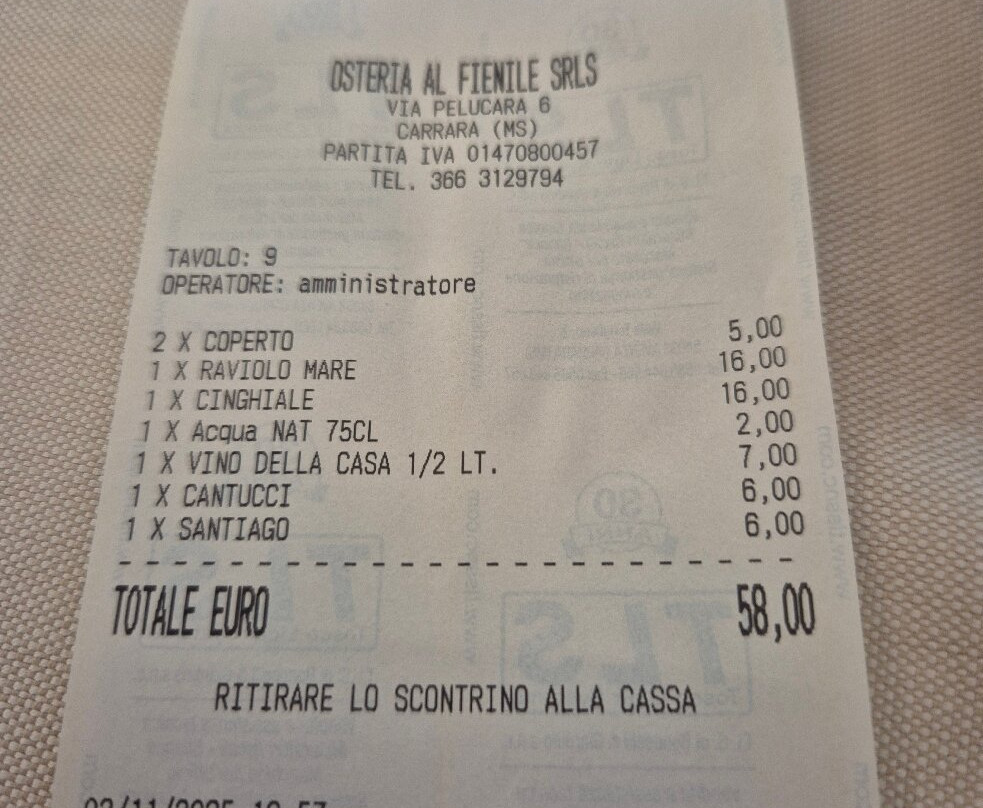 OSTERIA AL FIENILE SRLS
VIA PELUCARA 6
CARRARA (MS)
PARTITA IVA 01470800457
TEL. 366 3129794
TAVOLO: 9
OPERATORE: amministratore
2 X COPERTO 5,00
1 X RAVIOLO MARE 16,00
1 X CINGHIALE 16,00
1 X Acqua NAT 75CL 2,00
1 X VINO DELLA CASA 1/2 LT. 7,00
1 X CANTUCCI 6,00
1 X SANTIAGO 6,00
TOTALE EURO 58,00
RITIRARE LO SCONTRINO ALLA CASSA